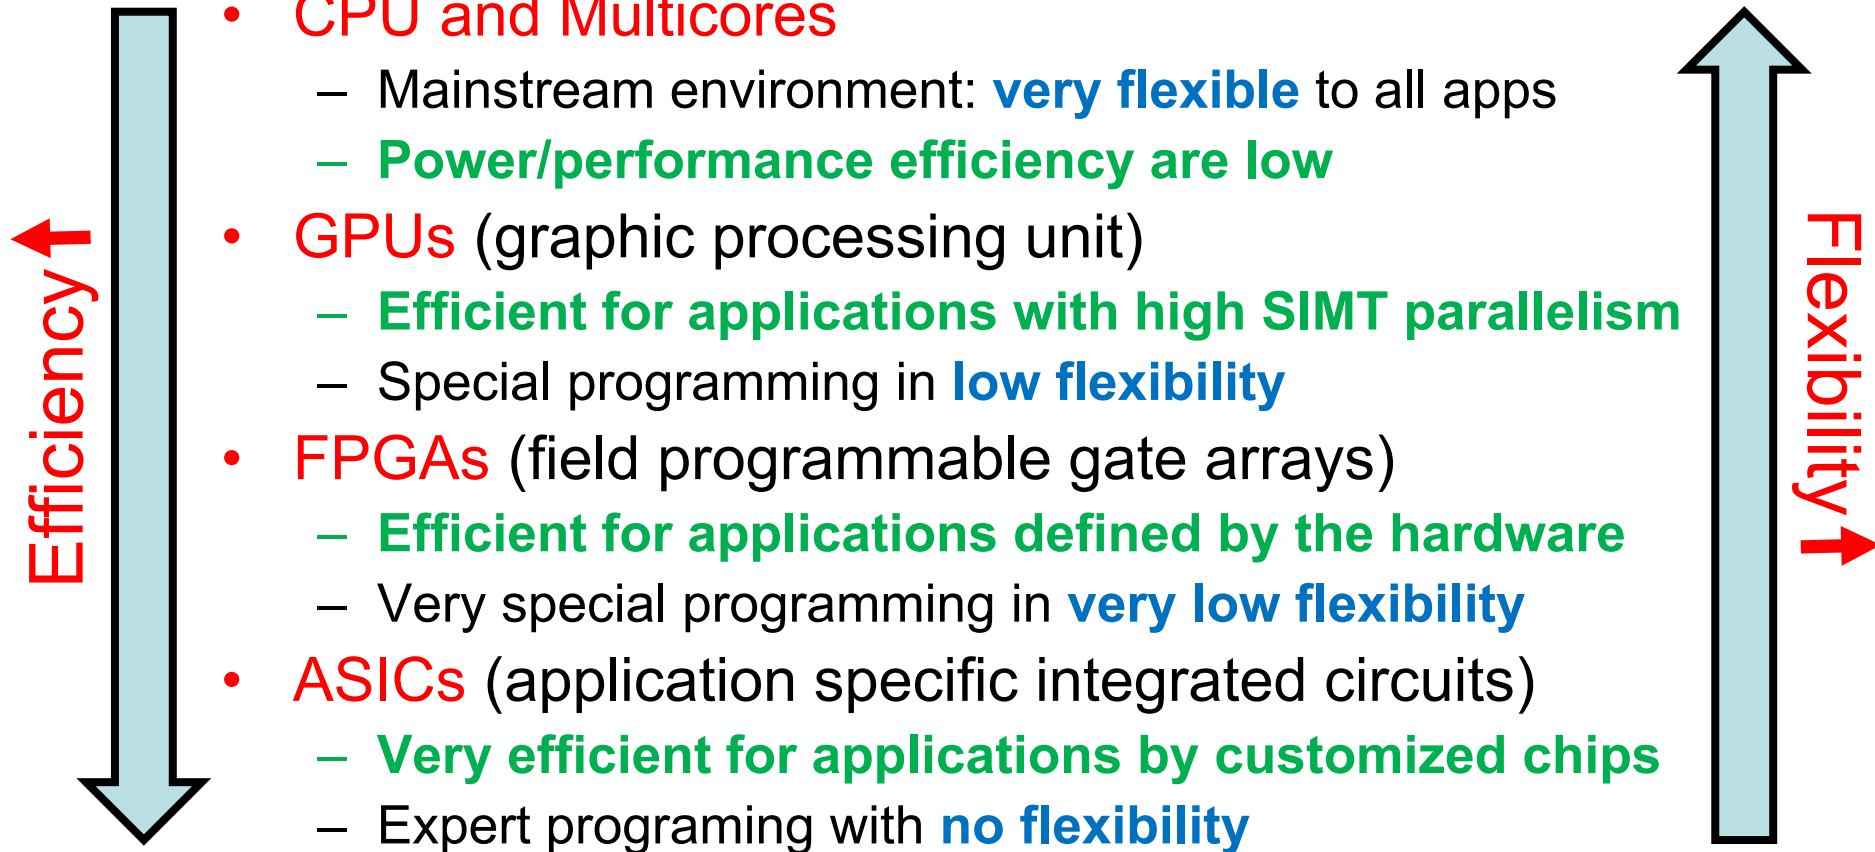 • CPU and Multicores
– Mainstream environment: very flexible to all apps
– Power/performance efficiency are low
• GPUs (graphic processing unit)
– Efficient for applications with high SIMT parallelism
– Special programming in low flexibility
• FPGAs (field programmable gate arrays)
– Efficient for applications defined by the hardware
– Very special programming in very low flexibility
• ASICs (application specific integrated circuits)
– Very efficient for applications by customized chips
– Expert programing with no flexibility
Efficiency
Flexibility